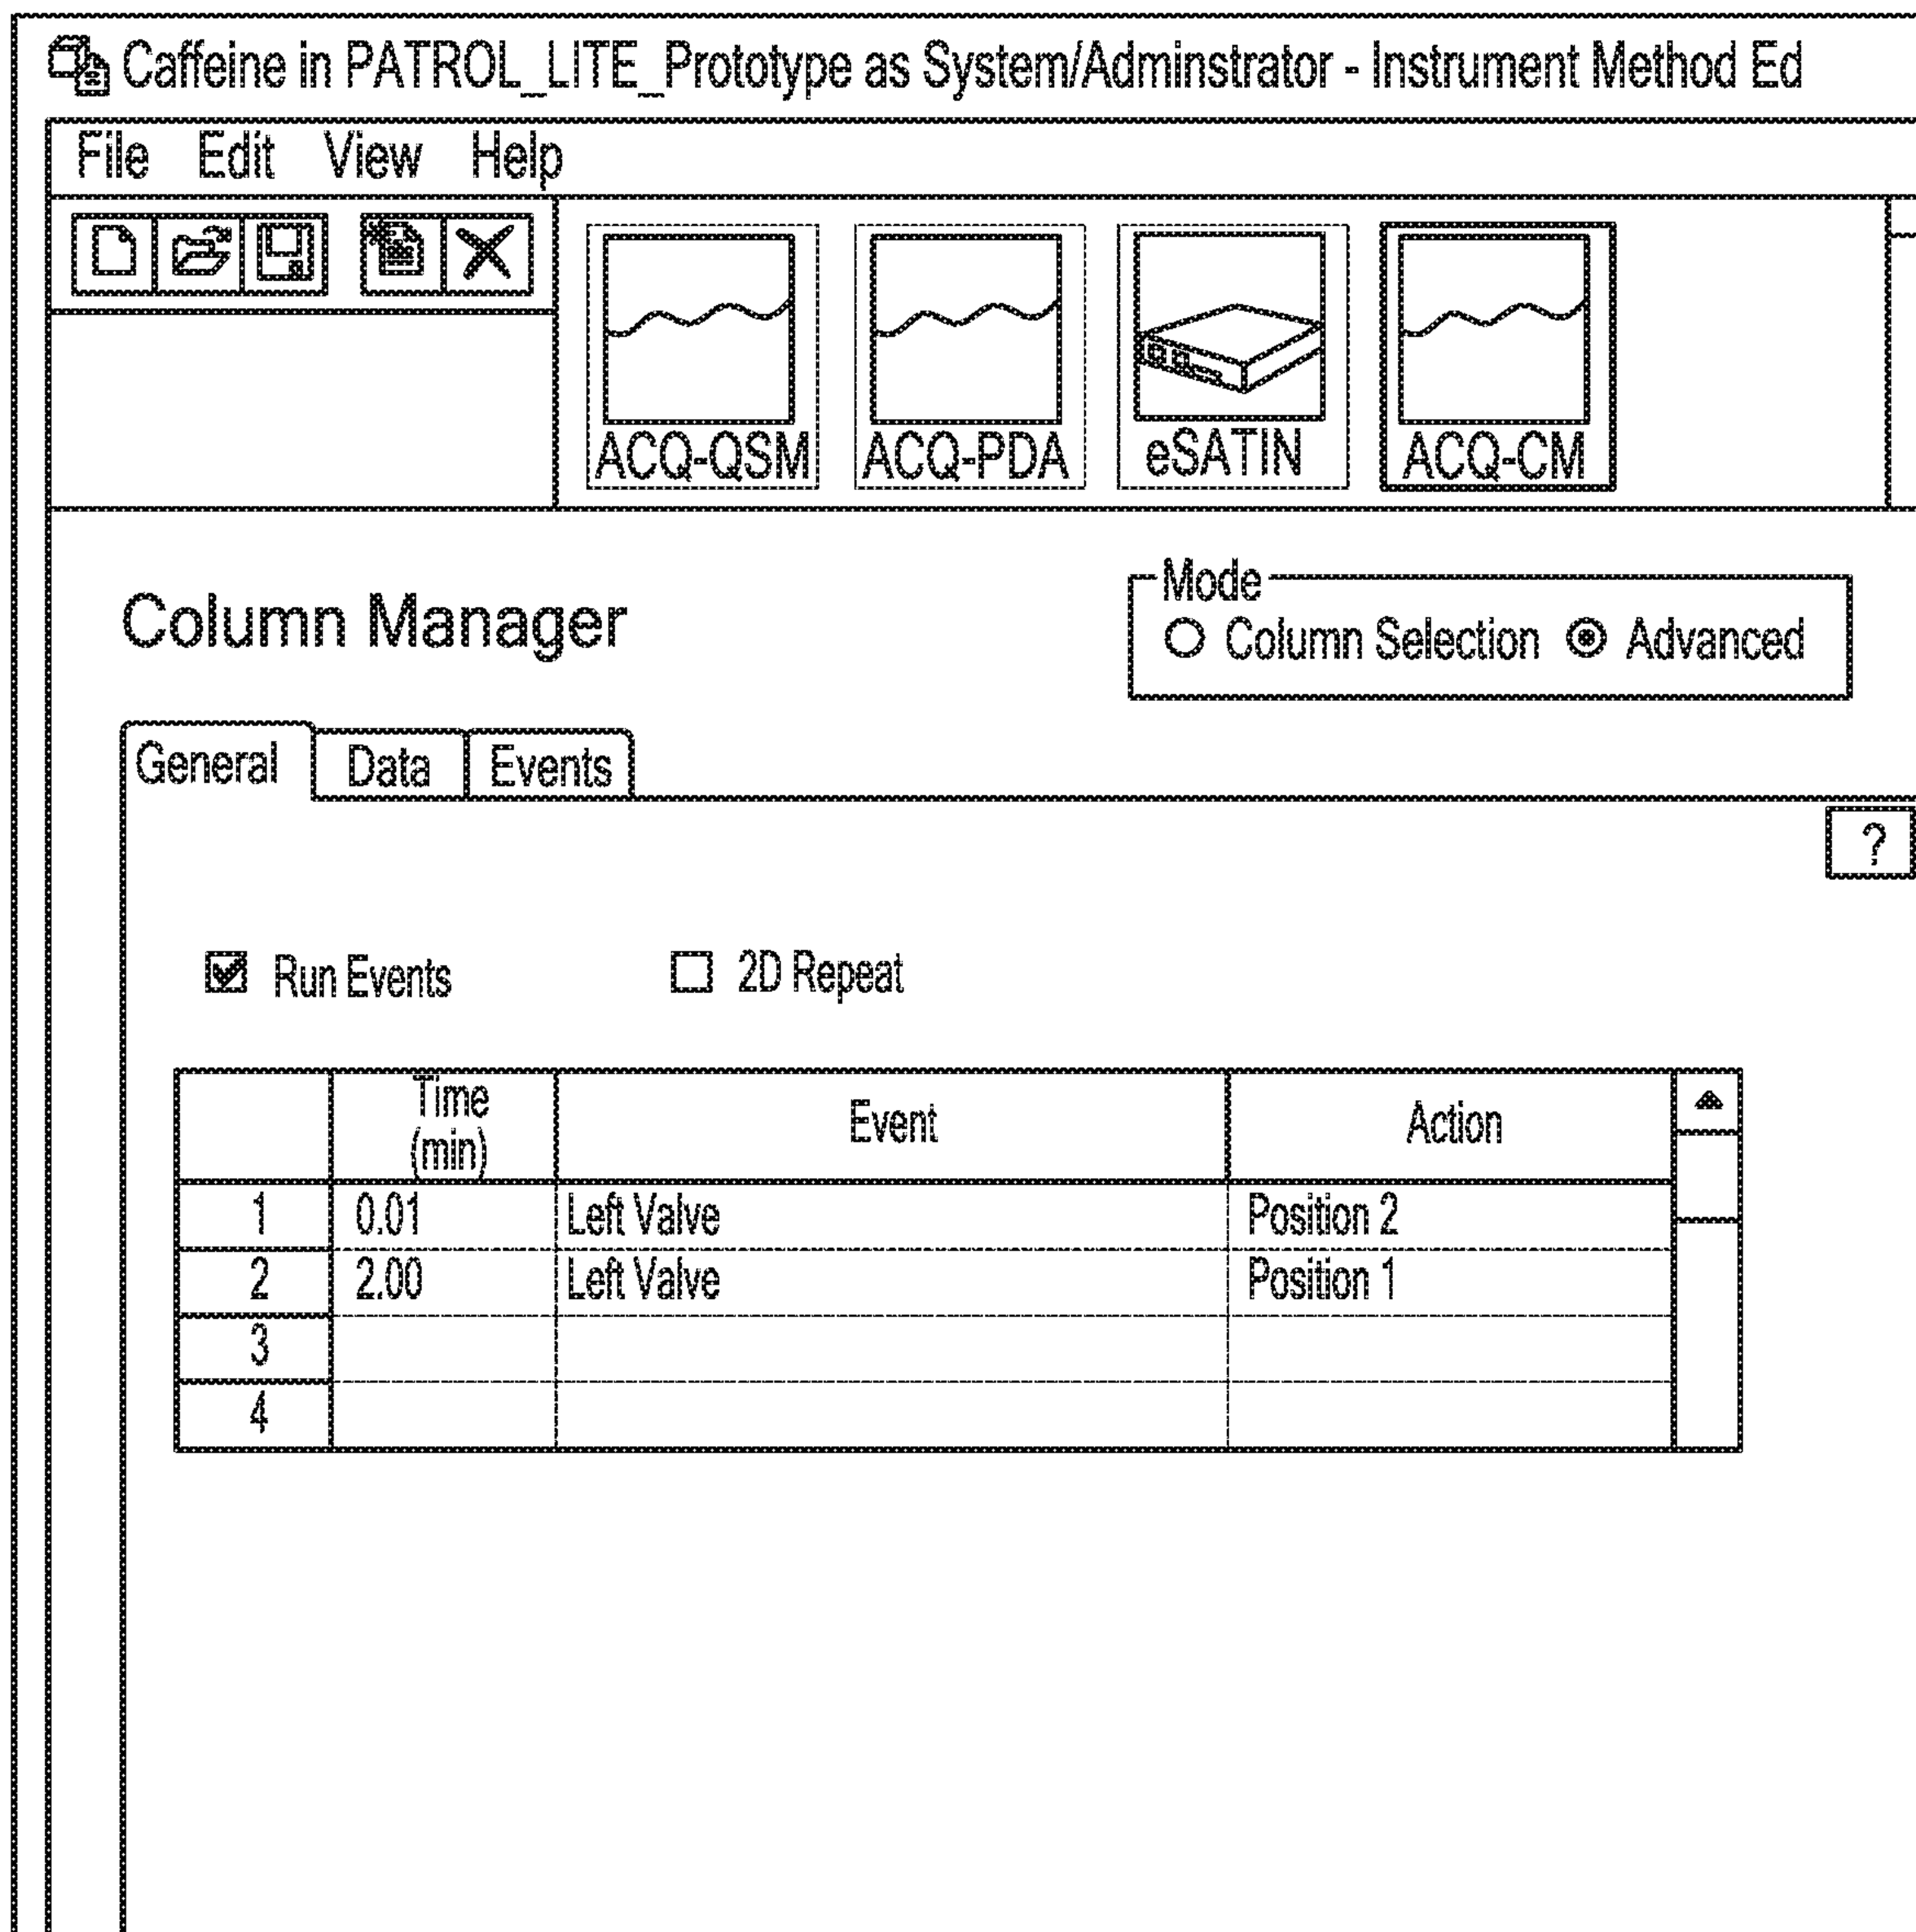 Caffeine in PATROL_LITE_Prototype as System/Adminstrator - Instrument Method Ed
File Edit View Help
ACQ-QSM ACQ-PDA eSATIN ACQ-CM
Column Manager
Mode
Column Selection Advanced
General Data Events
?
Run Events 2D Repeat
Time (min) Event Action
1 0.01 Left Valve Position 2
2 2.00 Left Valve Position 1
3
4